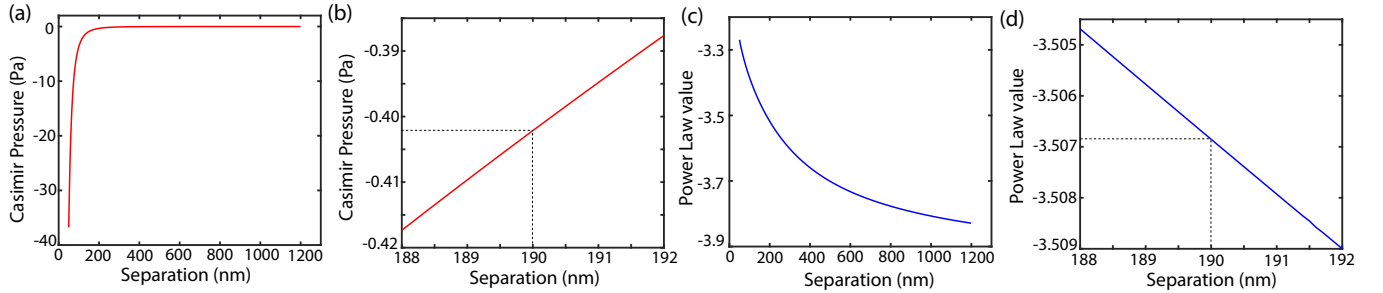 (a)
Casimir Pressure (Pa)
0
-10
-20
-30
-40
0 200 400 600 800 1000 1200
Separation (nm)
(b)
Casimir Pressure (Pa)
-0.39
-0.40
-0.41
-0.42
188 189 190 191 192
Separation (nm)
(c)
Power Law value
-3.3
-3.5
-3.7
-3.9
0 200 400 600 800 1000 1200
Separation (nm)
(d)
Power Law value
-3.505
-3.506
-3.507
-3.508
-3.509
188 189 190 191 192
Separation (nm)